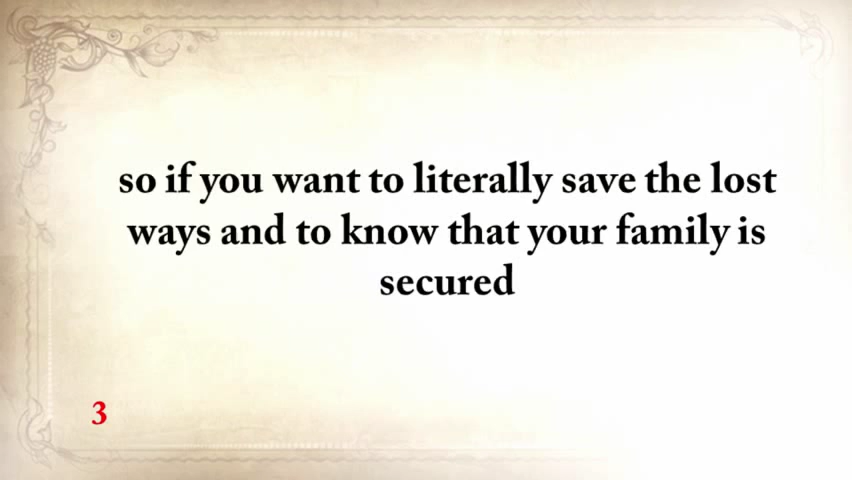 so if you want to literally save the lost
ways and to know that your family is
secured
3